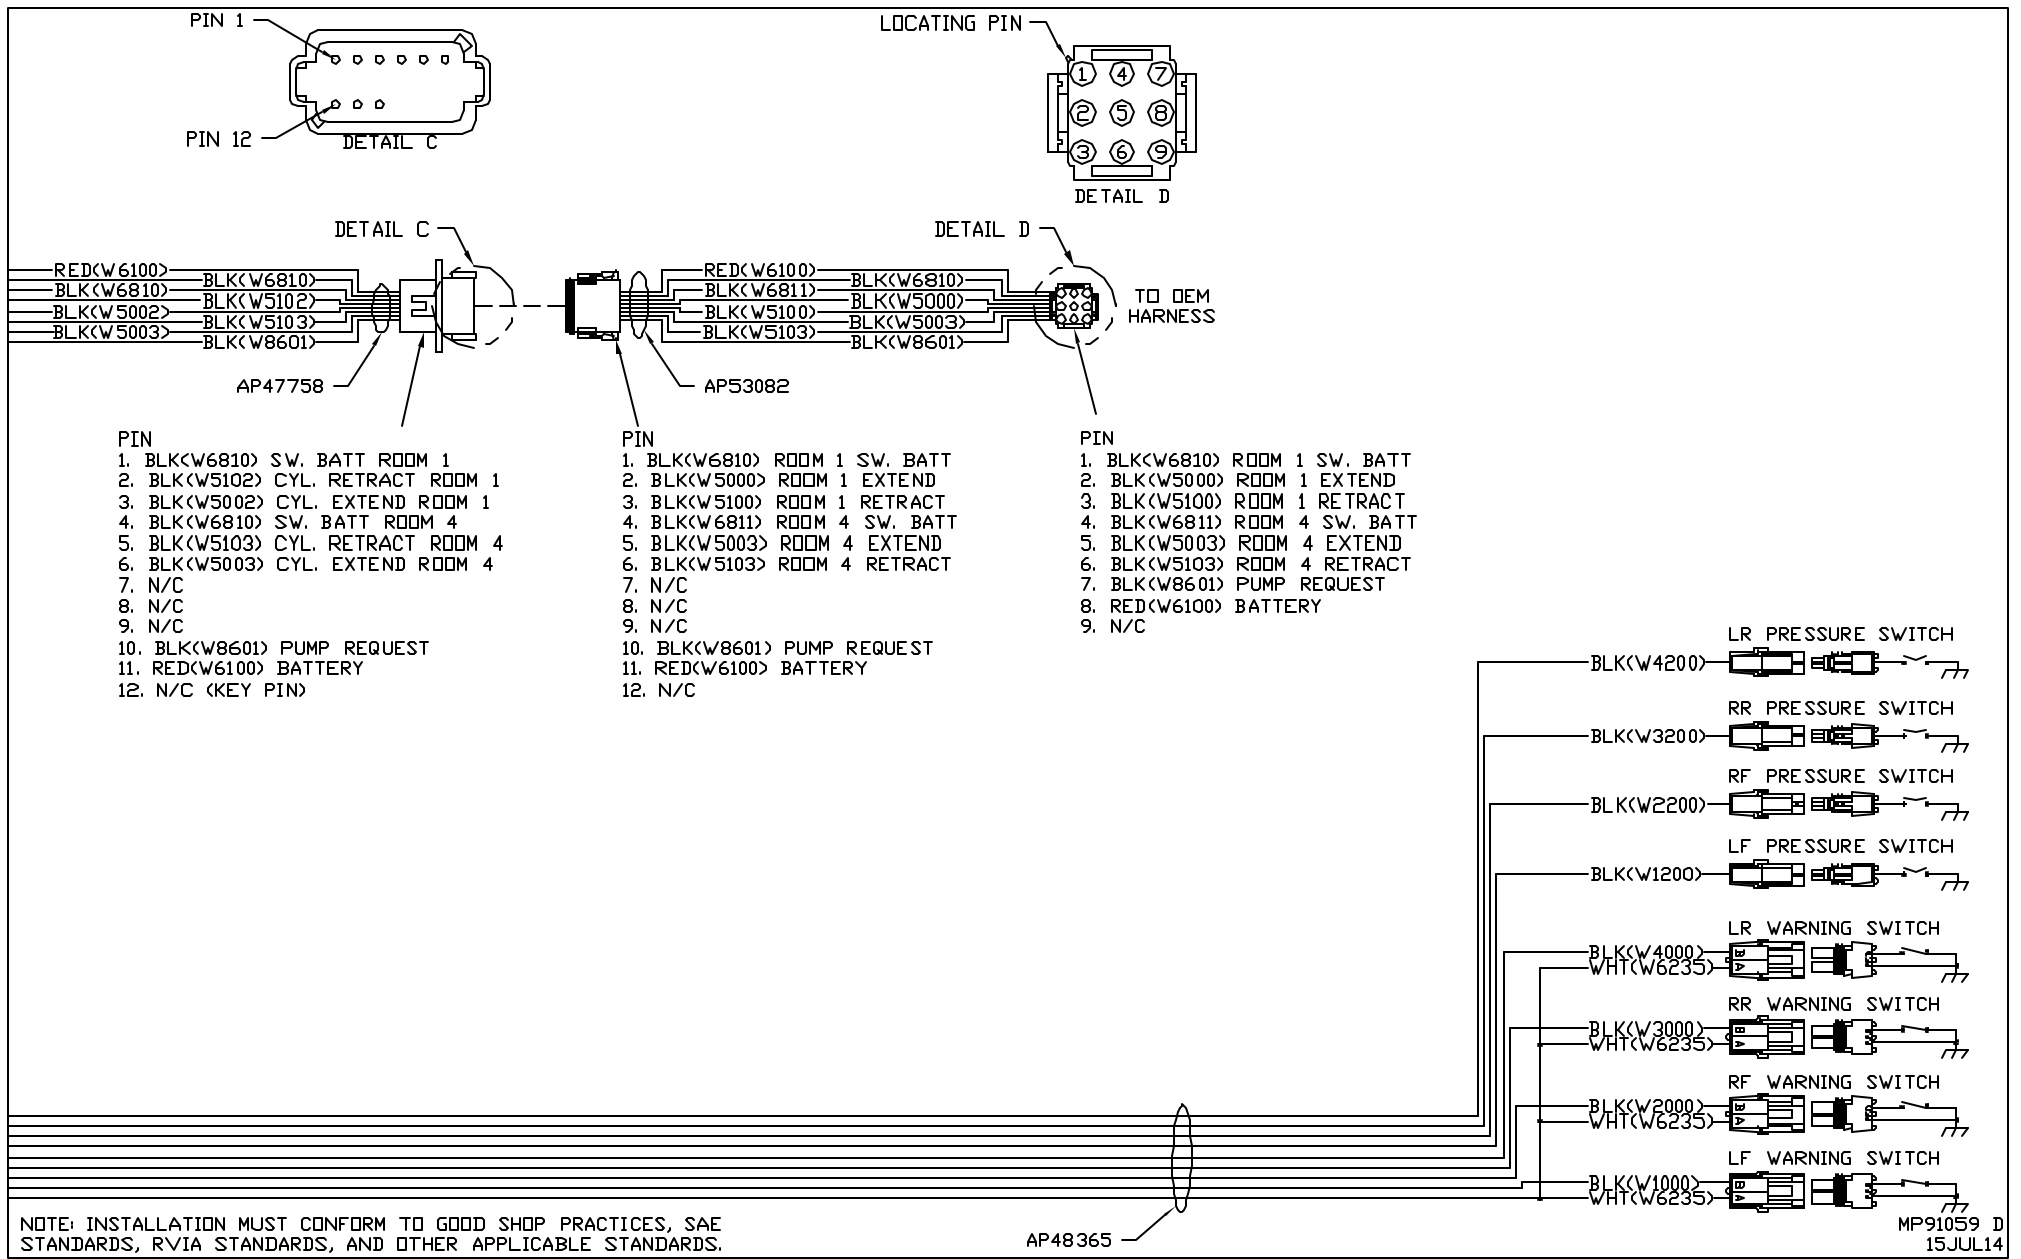 PIN 1
PIN 12
DETAIL C
LOCATING PIN
1 4 7
2 5 8
3 6 9
DETAIL D
DETAIL C
RED(W6100)
BLK(W6810)
BLK(W6810)
BLK(W5102)
BLK(W5002)
BLK(W5103)
BLK(W5003)
BLK(W8601)
AP47758
DETAIL D
RED(W6100)
BLK(W6810)
BLK(W6811)
BLK(W5000)
BLK(W5100)
BLK(W5003)
BLK(W5103)
BLK(W8601)
AP53082
TO OEM
HARNESS
PIN
1. BLK(W6810) SW. BATT ROOM 1
2. BLK(W5102) CYL. RETRACT ROOM 1
3. BLK(W5002) CYL. EXTEND ROOM 1
4. BLK(W6810) SW. BATT ROOM 4
5. BLK(W5103) CYL. RETRACT ROOM 4
6. BLK(W5003) CYL. EXTEND ROOM 4
7. N/C
8. N/C
9. N/C
10. BLK(W8601) PUMP REQUEST
11. RED(W6100) BATTERY
12. N/C (KEY PIN)
PIN
1. BLK(W6810) ROOM 1 SW. BATT
2. BLK(W5000) ROOM 1 EXTEND
3. BLK(W5100) ROOM 1 RETRACT
4. BLK(W6811) ROOM 4 SW. BATT
5. BLK(W5003) ROOM 4 EXTEND
6. BLK(W5103) ROOM 4 RETRACT
7. N/C
8. N/C
9. N/C
10. BLK(W8601) PUMP REQUEST
11. RED(W6100) BATTERY
12. N/C
PIN
1. BLK(W6810) ROOM 1 SW. BATT
2. BLK(W5000) ROOM 1 EXTEND
3. BLK(W5100) ROOM 1 RETRACT
4. BLK(W6811) ROOM 4 SW. BATT
5. BLK(W5003) ROOM 4 EXTEND
6. BLK(W5103) ROOM 4 RETRACT
7. BLK(W8601) PUMP REQUEST
8. RED(W6100) BATTERY
9. N/C
LR PRESSURE SWITCH
BLK(W4200)
RR PRESSURE SWITCH
BLK(W3200)
RF PRESSURE SWITCH
BLK(W2200)
LF PRESSURE SWITCH
BLK(W1200)
LR WARNING SWITCH
BLK(W4000) B
WHT(W6235) A
RR WARNING SWITCH
BLK(W3000) B
WHT(W6235) A
RF WARNING SWITCH
BLK(W2000) B
WHT(W6235) A
LF WARNING SWITCH
BLK(W1000) B
WHT(W6235) A
AP48365
NOTE: INSTALLATION MUST CONFORM TO GOOD SHOP PRACTICES, SAE
STANDARDS, RVIA STANDARDS, AND OTHER APPLICABLE STANDARDS.
MP91059 D
15JUL14